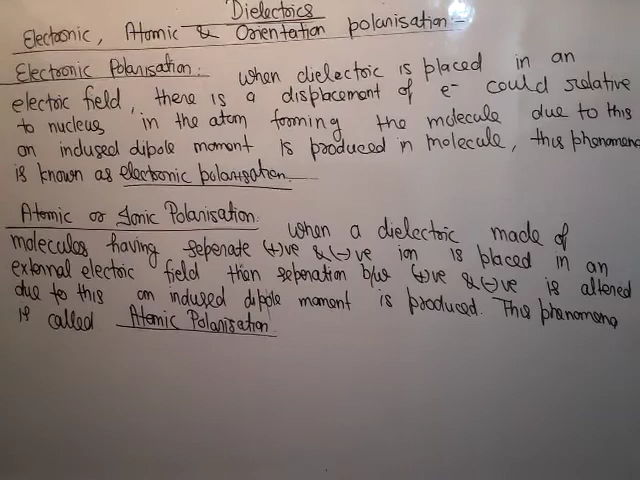 Dielectrics
Electronic, Atomic & Orientation polarisation -
Electronic Polarisation: when dielectric is placed in an
electric field, there is a displacement of e- could relative
to nucleus in the atom forming the molecule due to this
an indused dipole moment is produced in molecule, this phenomena
is known as electronic polarisation.
Atomic or Ionic Polarisation: when a dielectric made of
molecules having seperate (+)ve & (-)ve ion is placed in an
external electric field then seperation b/w (+)ve & (-)ve is altered
due to this an indused dipole moment is produced. This phenomena
is called Atomic Polarisation.